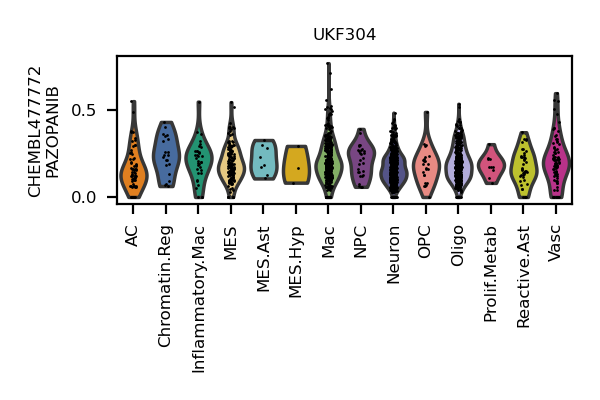 UKF304
CHEMBL477772
PAZOPANIB
0.5
0.0
AC
Chromatin.Reg
Inflammatory.Mac
MES
MES.Ast
MES.Hyp
Mac
NPC
Neuron
OPC
Oligo
Prolif.Metab
Reactive.Ast
Vasc